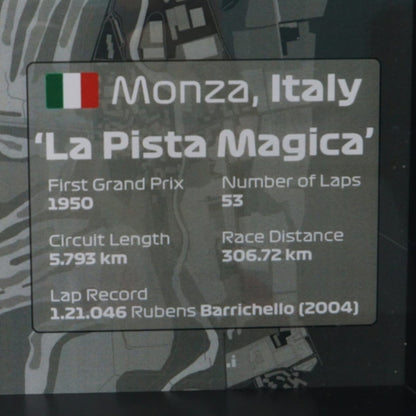 Monza, Italy
'La Pista Magica'
First Grand Prix
1950
Number of Laps
53
Circuit Length
5.793 km
Race Distance
306.72 km
Lap Record
1.21.046 Rubens Barrichello (2004)